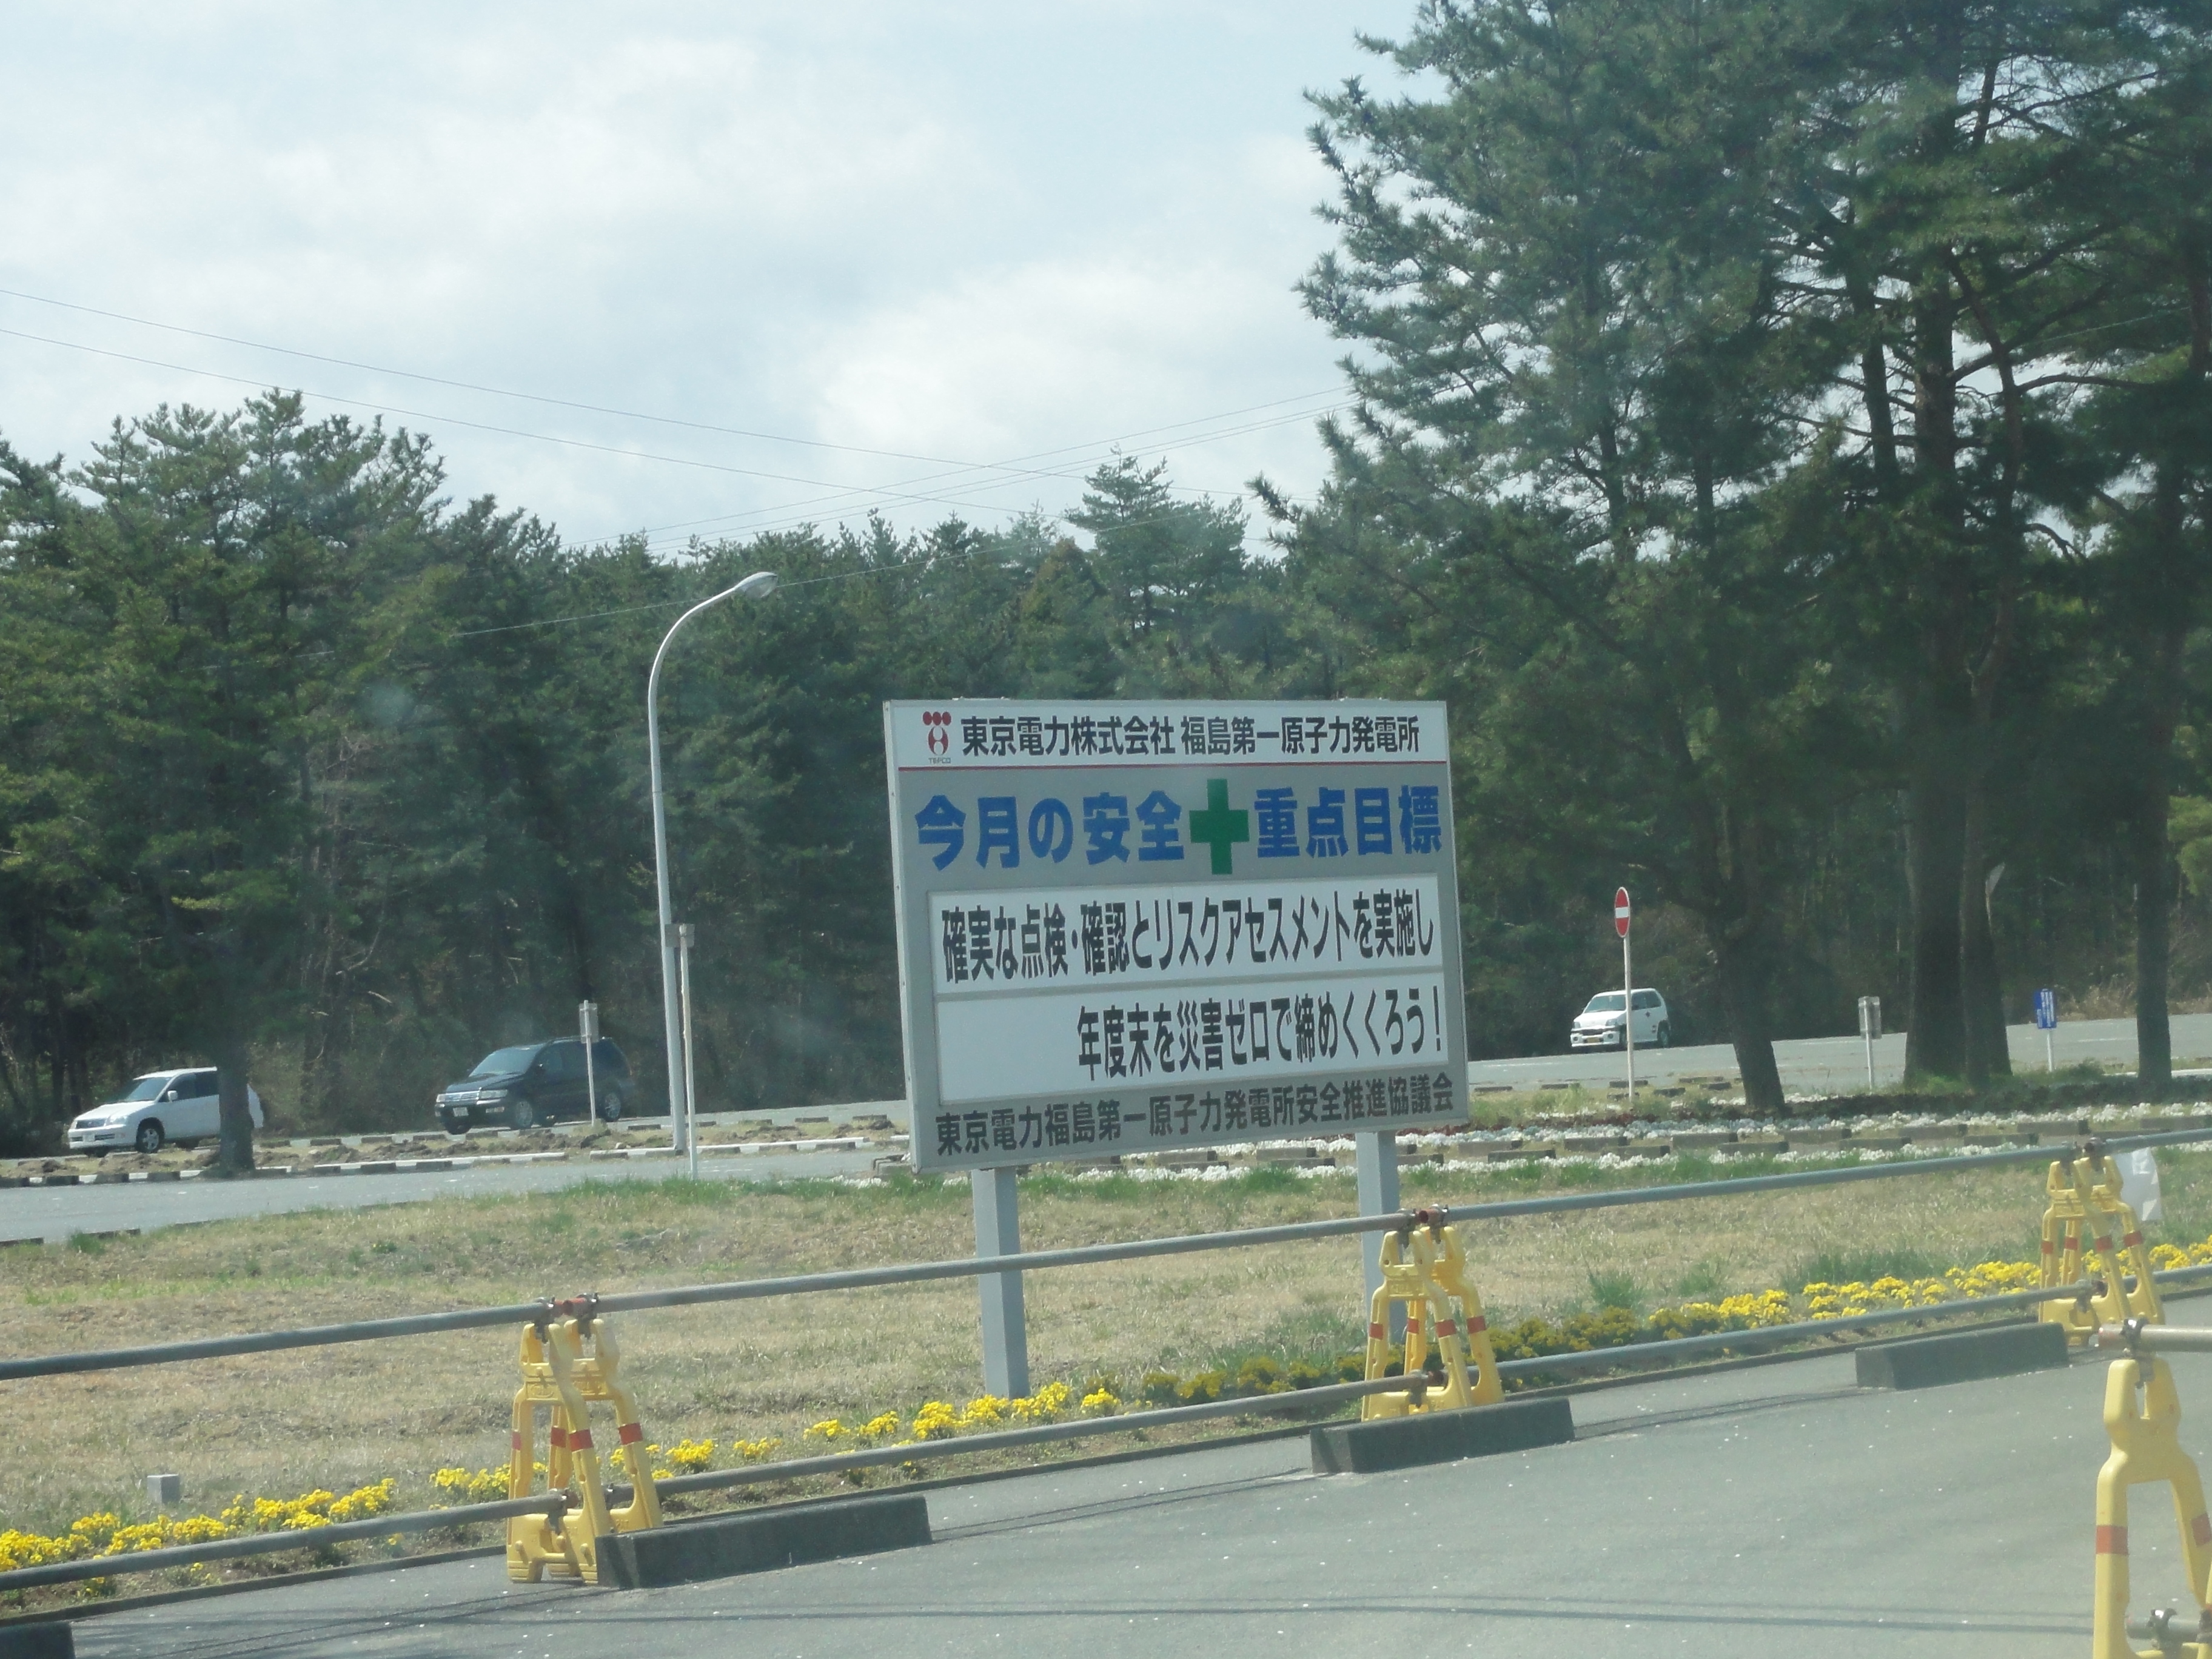 東京電力株式会社 福島第一原子力発電所
TEPCO
今月の安全 重点目標
確実な点検・確認とリスクアセスメントを実施し
年度末を災害ゼロで締めくくろう！
東京電力福島第一原子力発電所安全推進協議会